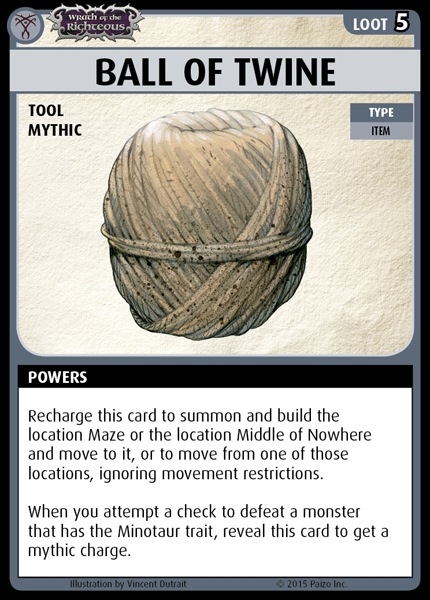 Wrath of the
Righteous
LOOT 5
BALL OF TWINE
TOOL
MYTHIC
TYPE
ITEM
POWERS
Recharge this card to summon and build the
location Maze or the location Middle of Nowhere
and move to it, or to move from one of those
locations, ignoring movement restrictions.
When you attempt a check to defeat a monster
that has the Minotaur trait, reveal this card to get a
mythic charge.
Illustration by Vincent Dutrait
© 2015 Paizo Inc.